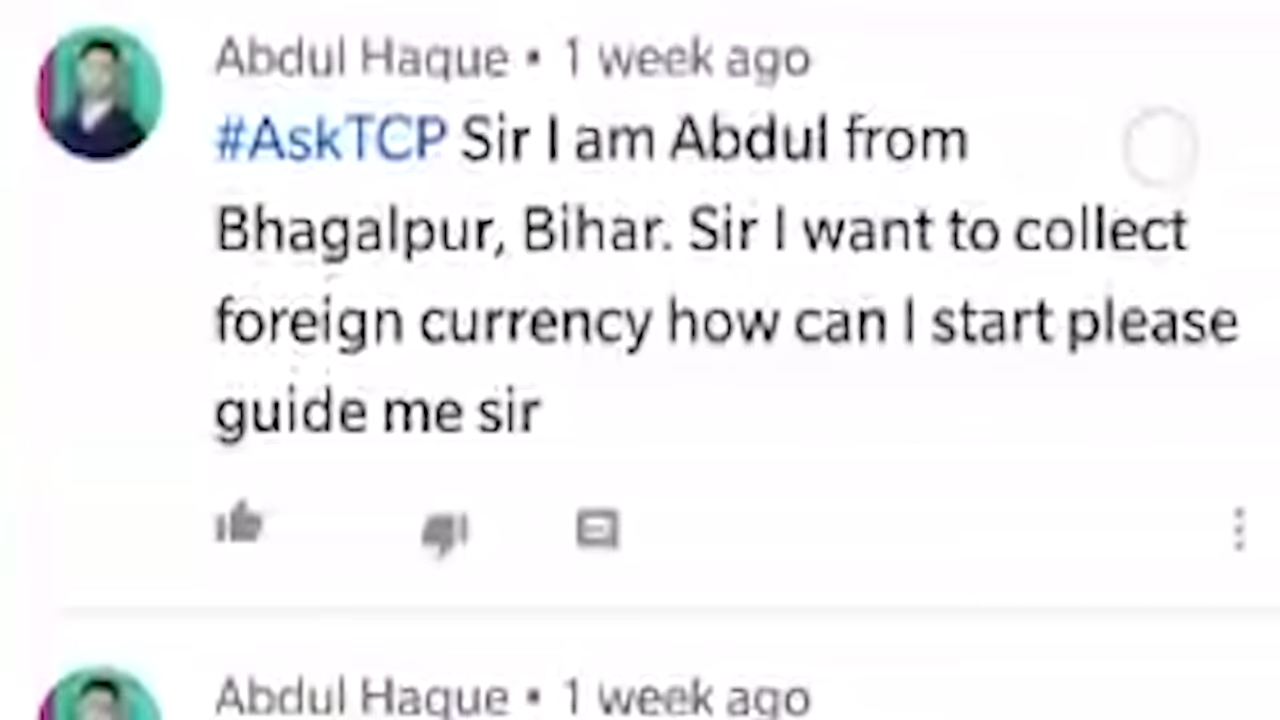 Abdul Haque • 1 week ago
#AskTCP Sir I am Abdul from
Bhagalpur, Bihar. Sir I want to collect
foreign currency how can I start please
guide me sir
Abdul Haque • 1 week ago